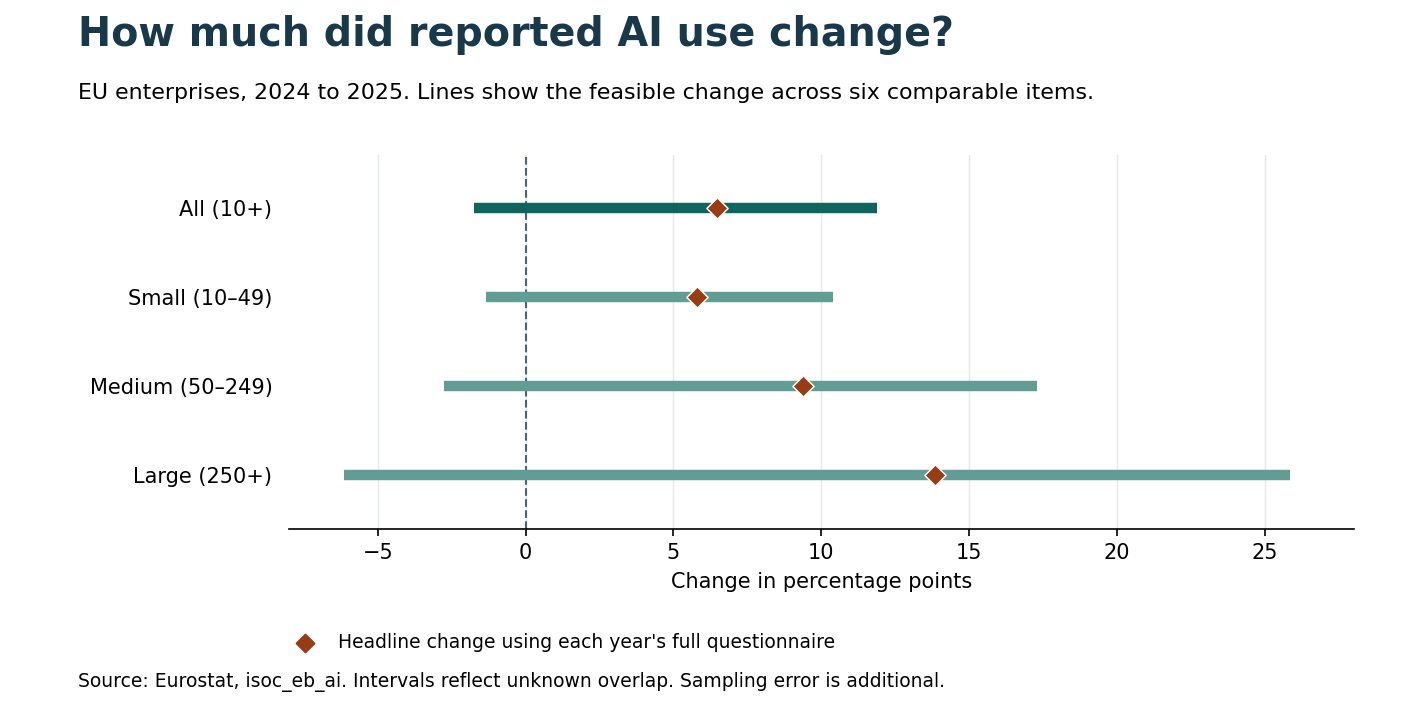 How much did reported AI use change?
EU enterprises, 2024 to 2025. Lines show the feasible change across six comparable items.
All (10+)
Small (10–49)
Medium (50–249)
Large (250+)
−5 0 5 10 15 20 25
Change in percentage points
Headline change using each year's full questionnaire
Source: Eurostat, isoc_eb_ai. Intervals reflect unknown overlap. Sampling error is additional.